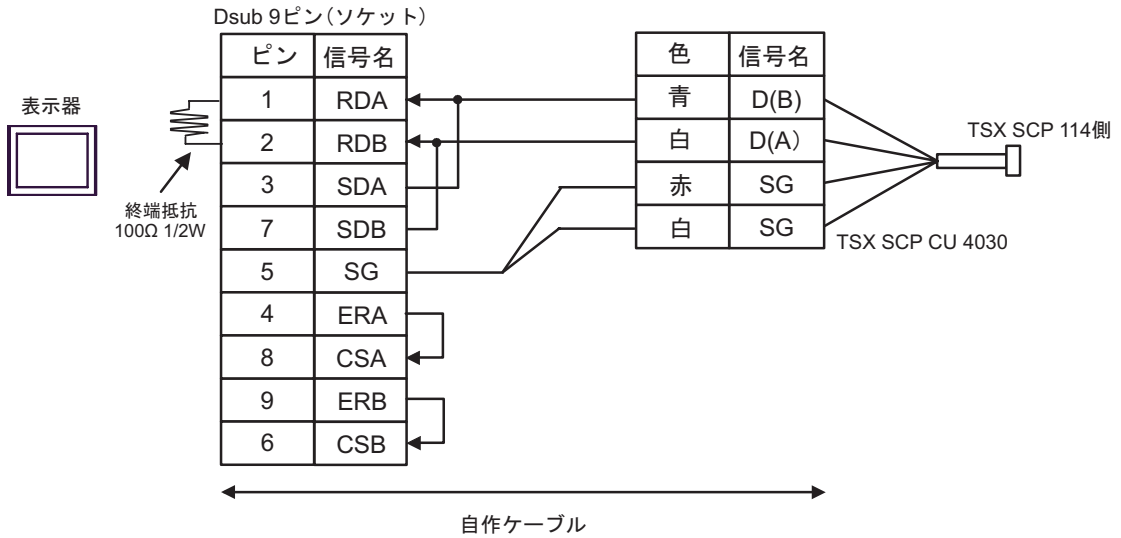 Dsub 9ピン(ソケット)
ピン 信号名
1 RDA
2 RDB
3 SDA
7 SDB
5 SG
4 ERA
8 CSA
9 ERB
6 CSB
表示器
終端抵抗
100Ω 1/2W
色 信号名
青 D(B)
白 D(A)
赤 SG
白 SG
TSX SCP 114側
TSX SCP CU 4030
自作ケーブル